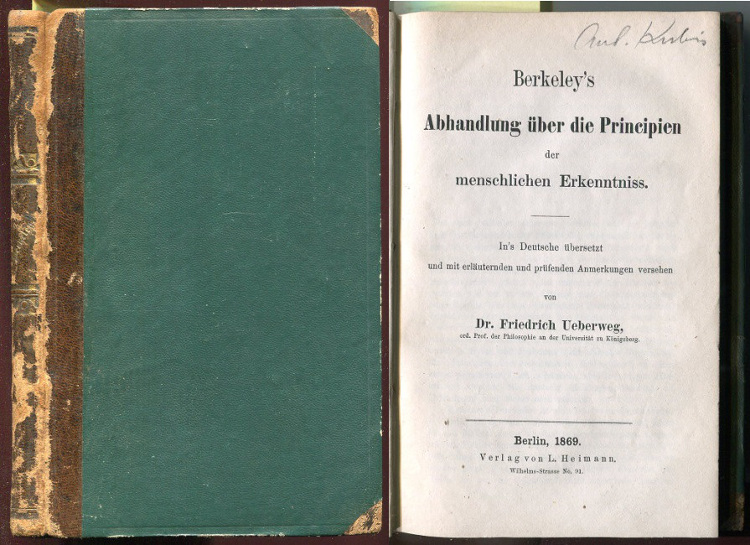 Berkeley's
Abhandlung über die Principien
der
menschlichen Erkenntniss.
In's Deutsche übersetzt
und mit erläuternden und prüfenden Anmerkungen versehen
von
Dr. Friedrich Ueberweg,
ord. Prof. der Philosophie an der Universität zu Königsberg.
Berlin, 1869.
Verlag von L. Heimann.
Wilhelms-Strasse No. 91.